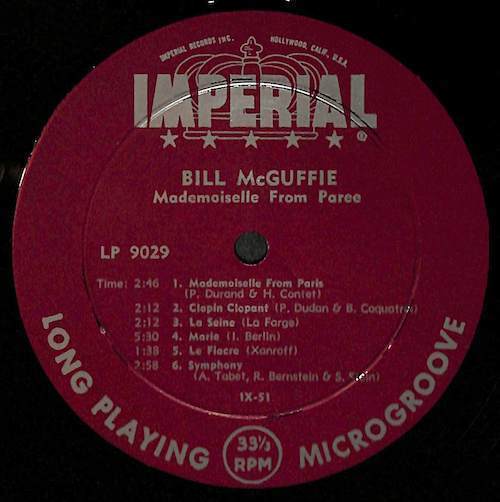 IMPERIAL RECORDS INC. HOLLYWOOD, CALIF., U.S.A.
IMPERIAL
®
BILL McGUFFIE
Mademoiselle From Paree
LP 9029
Time: 2:46 1. Mademoiselle From Paris
(P. Durand & H. Contet)
2:12 2. Clopin Clopant (P. Dudan & B. Coquatrix)
2:12 3. La Seine (La Farge)
5:30 4. Marie (I. Berlin)
1:38 5. Le Fiacre (Xanroff)
2:58 6. Symphony
(A. Tabet, R. Bernstein & S. Stein)
IX-51
LONG PLAYING MICROGROOVE
33⅓
RPM